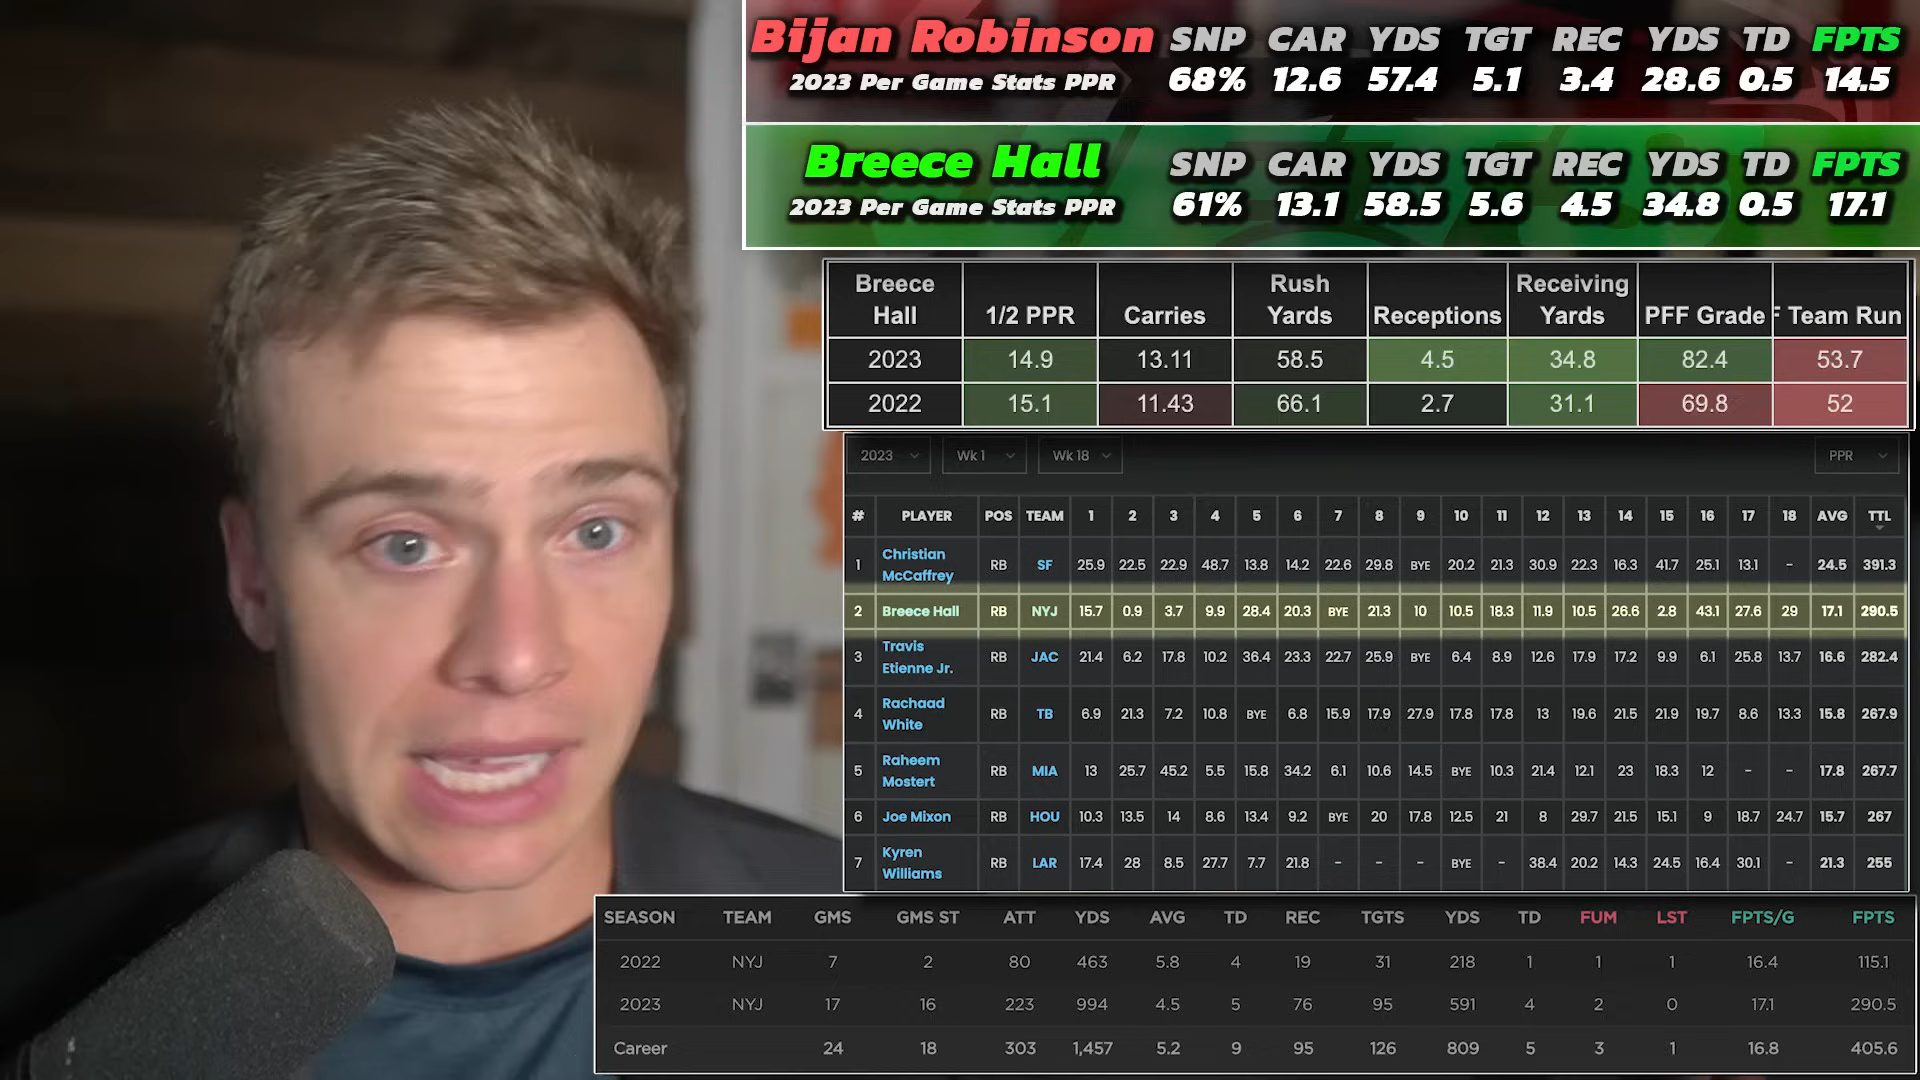 Bijan Robinson SNP CAR YDS TGT REC YDS TD FPTS
2023 Per Game Stats PPR 68% 12.6 57.4 5.1 3.4 28.6 0.5 14.5
Breece Hall SNP CAR YDS TGT REC YDS TD FPTS
2023 Per Game Stats PPR 61% 13.1 58.5 5.6 4.5 34.8 0.5 17.1
Breece Hall 1/2 PPR Carries Rush Yards Receptions Receiving Yards PFF Grade Team Run
2023 14.9 13.11 58.5 4.5 34.8 82.4 53.7
2022 15.1 11.43 66.1 2.7 31.1 69.8 52
2023 Wk 1 Wk 18 PPR
# PLAYER POS TEAM 1 2 3 4 5 6 7 8 9 10 11 12 13 14 15 16 17 18 AVG TTL
1 Christian McCaffrey RB SF 25.9 22.5 22.9 48.7 13.8 14.2 22.6 29.8 BYE 20.2 21.3 30.9 22.3 16.3 41.7 25.1 13.1 - 24.5 391.3
2 Breece Hall RB NYJ 15.7 0.9 3.7 9.9 28.4 20.3 BYE 21.3 10 10.5 18.3 11.9 10.5 26.6 2.8 43.1 27.6 29 17.1 290.5
3 Travis Etienne Jr. RB JAC 21.4 6.2 17.8 10.2 36.4 23.3 22.7 25.9 BYE 6.4 8.9 12.6 17.9 17.2 9.9 6.1 25.8 13.7 16.6 282.4
4 Rachaad White RB TB 6.9 21.3 7.2 10.8 BYE 6.8 15.9 17.9 27.9 17.8 17.8 13 19.6 21.5 21.9 19.7 8.6 13.3 15.8 267.9
5 Raheem Mostert RB MIA 13 25.7 45.2 5.5 15.8 34.2 6.1 10.6 14.5 BYE 10.3 21.4 12.1 23 18.3 12 - - 17.8 267.7
6 Joe Mixon RB HOU 10.3 13.5 14 8.6 13.4 9.2 BYE 20 17.8 12.5 21 8 29.7 21.5 15.1 9 18.7 24.7 15.7 267
7 Kyren Williams RB LAR 17.4 28 8.5 27.7 7.7 21.8 - - - BYE - 38.4 20.2 14.3 24.5 16.4 30.1 - 21.3 255
SEASON TEAM GMS GMS ST ATT YDS AVG TD REC TGTS YDS TD FUM LST FPTS/G FPTS
2022 NYJ 7 2 80 463 5.8 4 19 31 218 1 1 1 16.4 115.1
2023 NYJ 17 16 223 994 4.5 5 76 95 591 4 2 0 17.1 290.5
Career 24 18 303 1,457 5.2 9 95 126 809 5 3 1 16.8 405.6